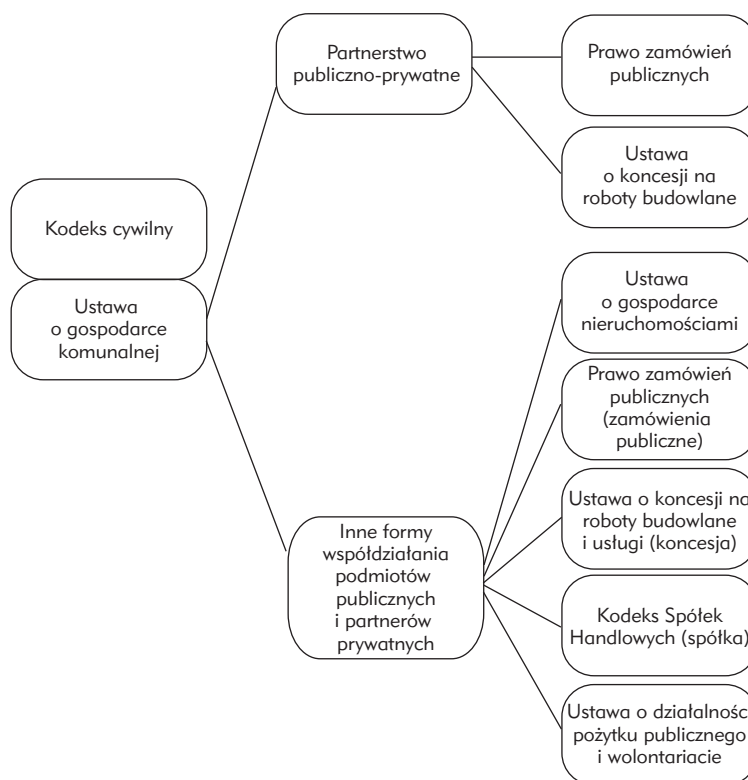 Partnerstwo
publiczno-prywatne
Prawo zamówień
publicznych
Ustawa
o koncesji na
roboty budowlane
Kodeks cywilny
Ustawa
o gospodarce
komunalnej
Ustawa
o gospodarce
nieruchomościami
Prawo zamówień
publicznych
(zamówienia
publiczne)
Inne formy
współdziałania
podmiotów
publicznych
i partnerów
prywatnych
Ustawa o koncesji na
roboty budowlane
i usługi (koncesja)
Kodeks Spółek
Handlowych (spółka)
Ustawa o działalności
pożytku publicznego
i wolontariacie